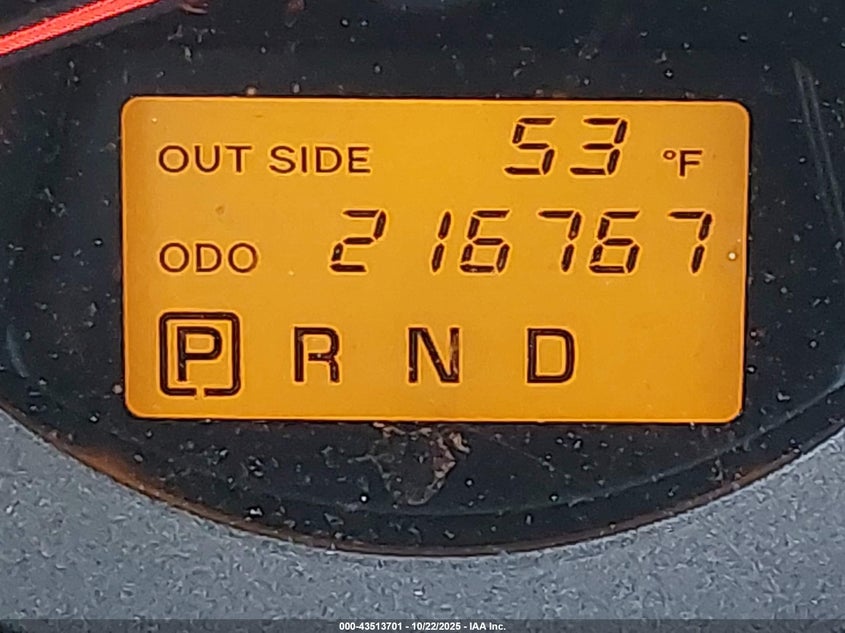 OUT SIDE 53 °F
ODO 216767
P R N D
000-43513701 - 10/22/2025 - IAA Inc.